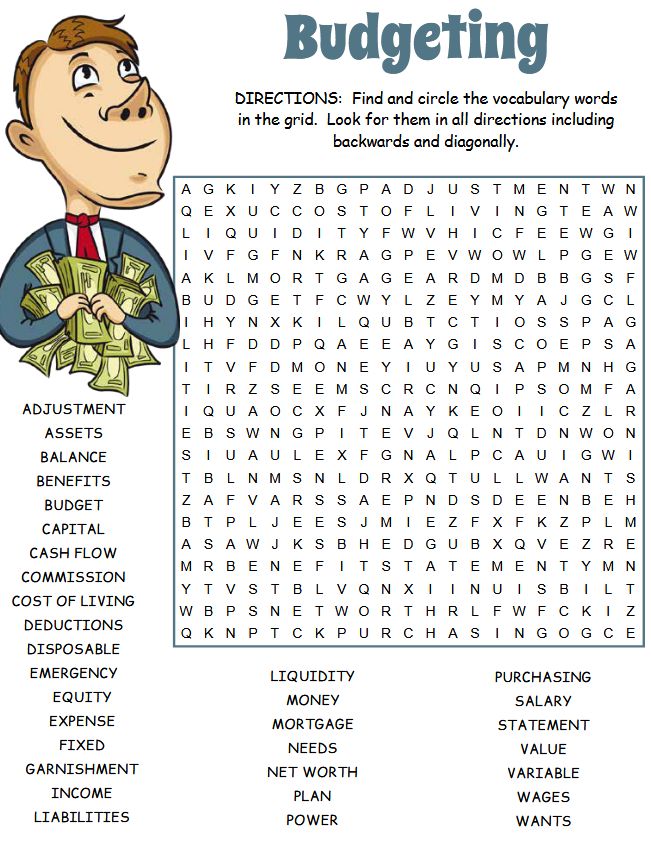 Budgeting
DIRECTIONS: Find and circle the vocabulary words
in the grid. Look for them in all directions including
backwards and diagonally.
A G K I Y Z B G P A D J U S T M E N T W N
Q E X U C C O S T O F L I V I N G T E A W
L I Q U I D I T Y F W V H I C F E E W G I
I V F G F N K R A G P E V W O W L P G E W
A K L M O R T G A G E A R D M D B B G S F
B U D G E T F C W Y L Z E Y M Y A J G C L
I H Y N X K I L Q U B T C T I O S S P A G
L H F D D P Q A E E A Y G I S C O E P S A
I T V F D M O N E Y I U Y U S A P M N H G
T I R Z S E E M S C R C N Q I P S O M F A
I Q U A O C X F J N A Y K E O I I C Z L R
E B S W N G P I T E V J Q L N T D N W O N
S I U A U L E X F G N A L P C A U I G W I
T B L N M S N L D R X Q T U L L W A N T S
Z A F V A R S S A E P N D S D E E N B E H
B T P L J E E S J M I E Z F X F K Z P L M
A S A W J K S B H E D G U B X Q V E Z R E
M R B E N E F I T S T A T E M E N T Y M N
Y T V S T B L V Q N X I I N U I S B I L T
W B P S N E T W O R T H R L F W F C K I Z
Q K N P T C K P U R C H A S I N G O G C E
ADJUSTMENT
ASSETS
BALANCE
BENEFITS
BUDGET
CAPITAL
CASH FLOW
COMMISSION
COST OF LIVING
DEDUCTIONS
DISPOSABLE
EMERGENCY
EQUITY
EXPENSE
FIXED
GARNISHMENT
INCOME
LIABILITIES
LIQUIDITY
MONEY
MORTGAGE
NEEDS
NET WORTH
PLAN
POWER
PURCHASING
SALARY
STATEMENT
VALUE
VARIABLE
WAGES
WANTS